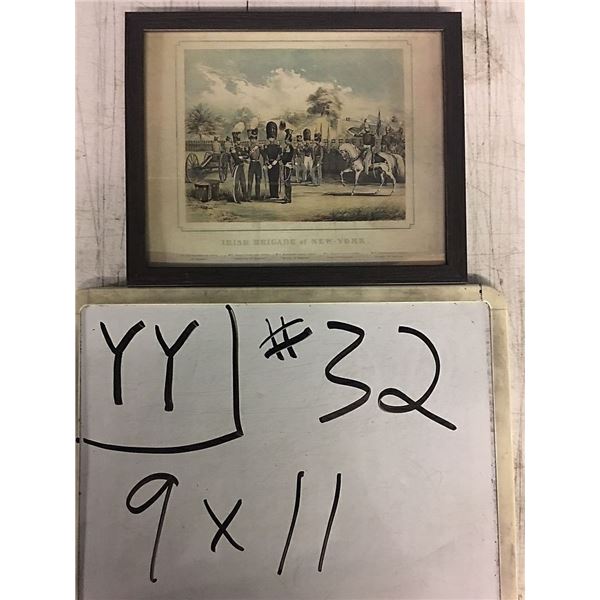 IRISH BRIGADE of NEW-YORK
YY #32
9 x 11